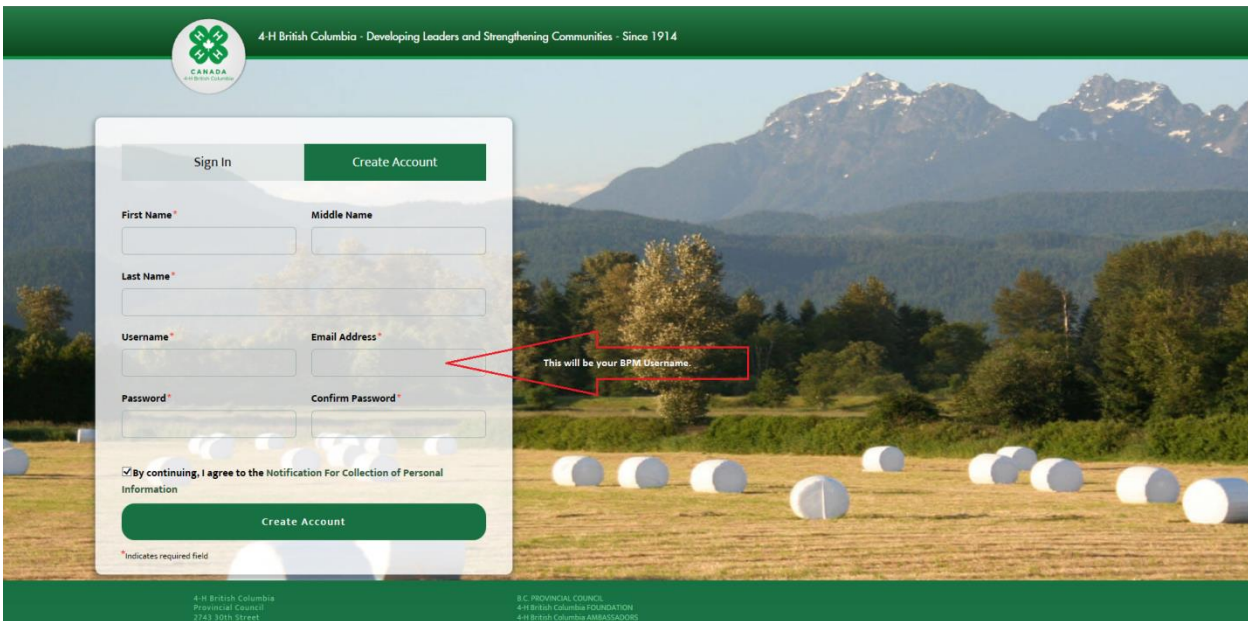 4-H British Columbia - Developing Leaders and Strengthening Communities - Since 1914
CANADA
4-H British Columbia
Sign In
Create Account
First Name*
Middle Name
Last Name*
Username*
Email Address*
This will be your BPM Username.
Password*
Confirm Password*
By continuing, I agree to the Notification For Collection of Personal
Information
Create Account
*Indicates required field
4-H British Columbia
Provincial Council
2743 30th Street
B.C. PROVINCIAL COUNCIL
4-H British Columbia FOUNDATION
4-H British Columbia AMBASSADORS